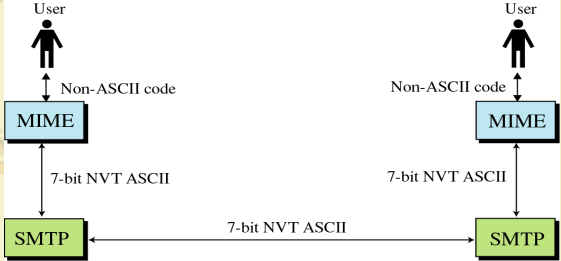 User
User
Non-ASCII code
Non-ASCII code
MIME
MIME
7-bit NVT ASCII
7-bit NVT ASCII
7-bit NVT ASCII
SMTP
SMTP